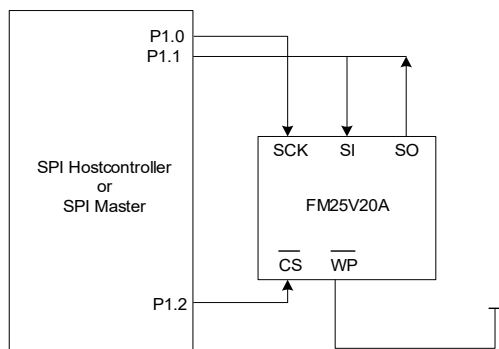 P1.0
P1.1
SCK SI SO
SPI Hostcontroller
or
SPI Master
FM25V20A
CS WP
P1.2